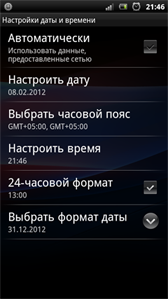 21:46
Настройки даты и времени
Автоматически
Использовать данные,
предоставленные сетью
Настроить дату
08.02.2012
Выбрать часовой пояс
GMT+05:00, GMT+05:00
Настроить время
21:46
24-часовой формат
13:00
Выбрать формат даты
31.12.2012